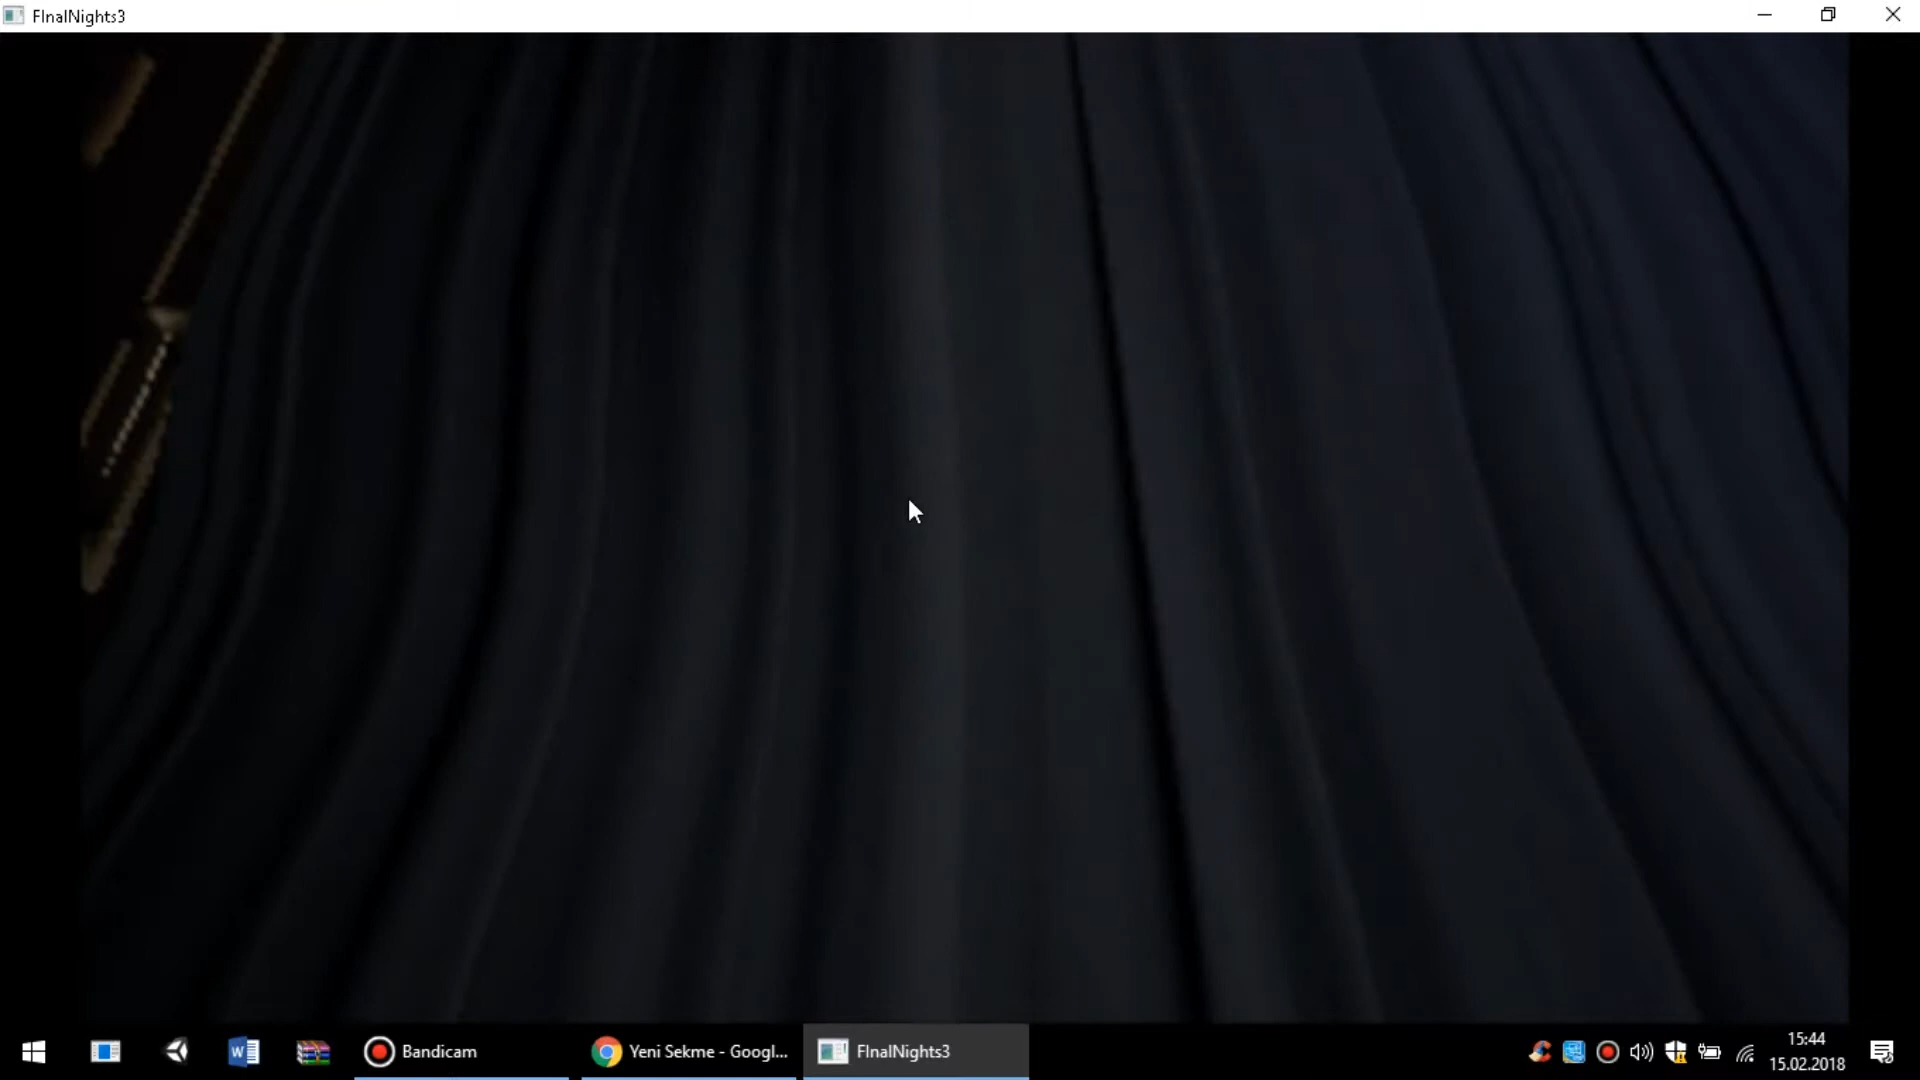 FInalNights3
Bandicam
Yeni Sekme - Googl...
FInalNights3
15:44
15.02.2018